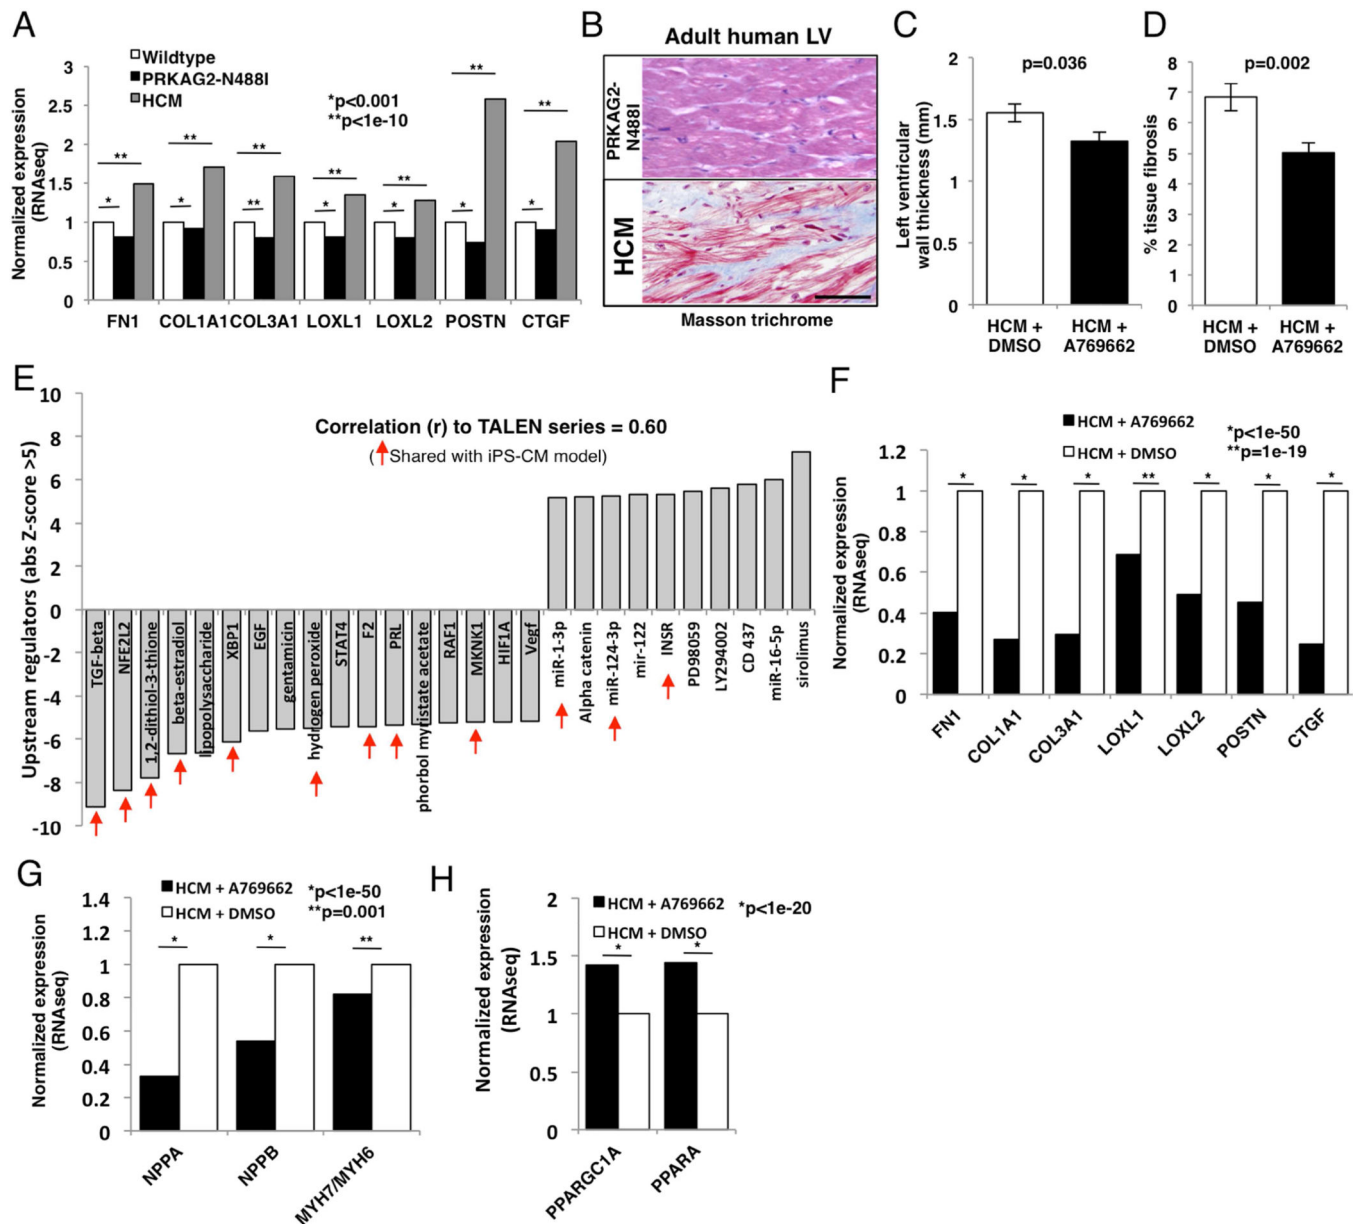 A
Wildtype
PRKAG2-N488I
HCM
*p<0.001
**p<1e-10
Normalized expression
(RNAseq)
3
2.5
2
1.5
1
0.5
0
**
*
**
*
**
**
**
*
**
*
**
*
**
*
FN1 COL1A1 COL3A1 LOXL1 LOXL2 POSTN CTGF
B
Adult human LV
PRKAG2-
N488I
HCM
Masson trichrome
C
Left ventricular
wall thickness (mm)
2
1.5
1
0.5
0
p=0.036
HCM +
DMSO
HCM +
A769662
D
% tissue fibrosis
8
7
6
5
4
3
2
1
0
p=0.002
HCM +
DMSO
HCM +
A769662
E
Upstream regulators (abs Z-score >5)
10
8
6
4
2
0
-2
-4
-6
-8
-10
Correlation (r) to TALEN series = 0.60
(Shared with iPS-CM model)
TGF-beta
NFE2L2
1,2-dithiol-3-thione
beta-estradiol
lipopolysaccharide
XBP1
EGF
gentamicin
hydrogen peroxide
STAT4
F2
PRL
phorbol myristate acetate
RAF1
MKNK1
HIF1A
Vegf
miR-1-3p
Alpha catenin
miR-124-3p
mir-122
INSR
PD98059
LY294002
CD 437
miR-16-5p
sirolimus
F
HCM + A769662
HCM + DMSO
*p<1e-50
**p=1e-19
Normalized expression
(RNAseq)
1.2
1
0.8
0.6
0.4
0.2
0
* * * ** * * *
FN1
COL1A1
COL3A1
LOXL1
LOXL2
POSTN
CTGF
G
HCM + A769662
HCM + DMSO
*p<1e-50
**p=0.001
Normalized expression
(RNAseq)
1.4
1.2
1
0.8
0.6
0.4
0.2
0
* * **
NPPA
NPPB
MYH7/MYH6
H
HCM + A769662
HCM + DMSO
*p<1e-20
Normalized expression
(RNAseq)
2
1.5
1
0.5
0
* *
PPARGC1A
PPARA